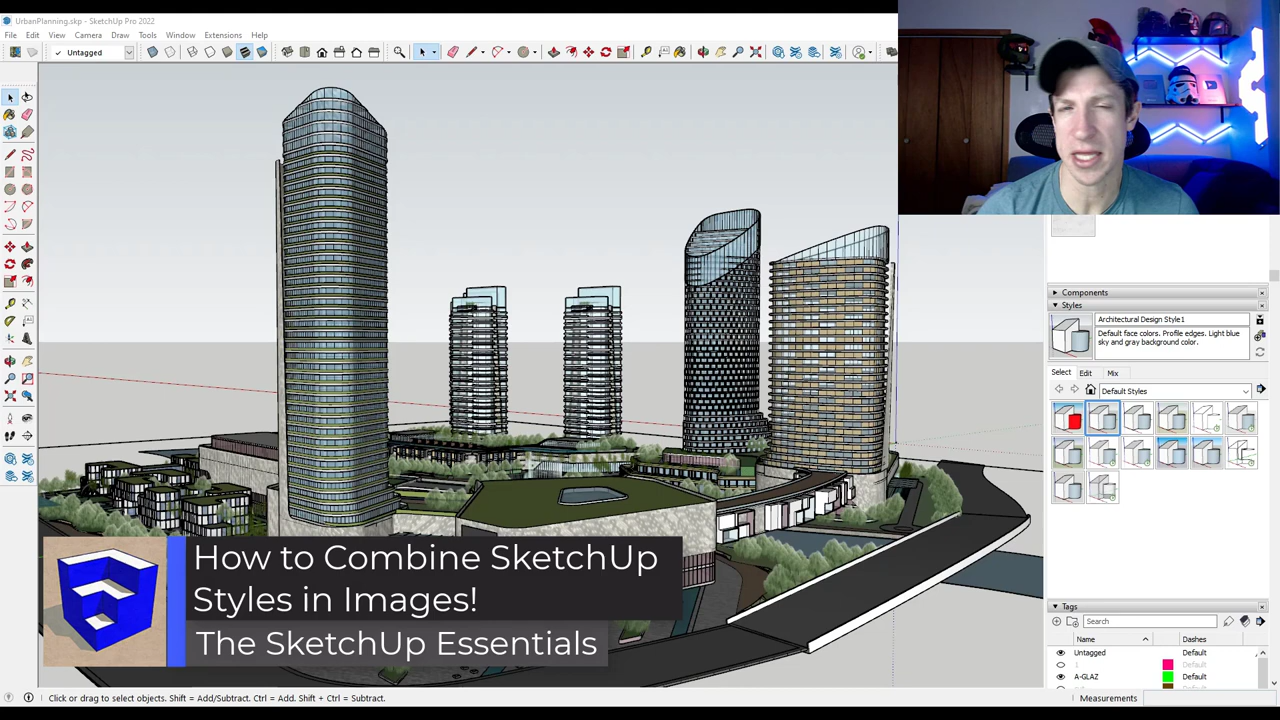 UrbanPlanning.skp - SketchUp Pro 2022
File Edit View Camera Draw Tools Window Extensions Help
Untagged
Components
Styles
Architectural Design Style1
Default face colors. Profile edges. Light blue
sky and gray background color.
Select Edit Mix
Default Styles
How to Combine SketchUp
Styles in Images!
The SketchUp Essentials
Tags
Search
Name Dashes
Untagged Default
1 Default
A-GLAZ Default
Click or drag to select objects. Shift = Add/Subtract. Ctrl = Add. Shift + Ctrl = Subtract.
Measurements